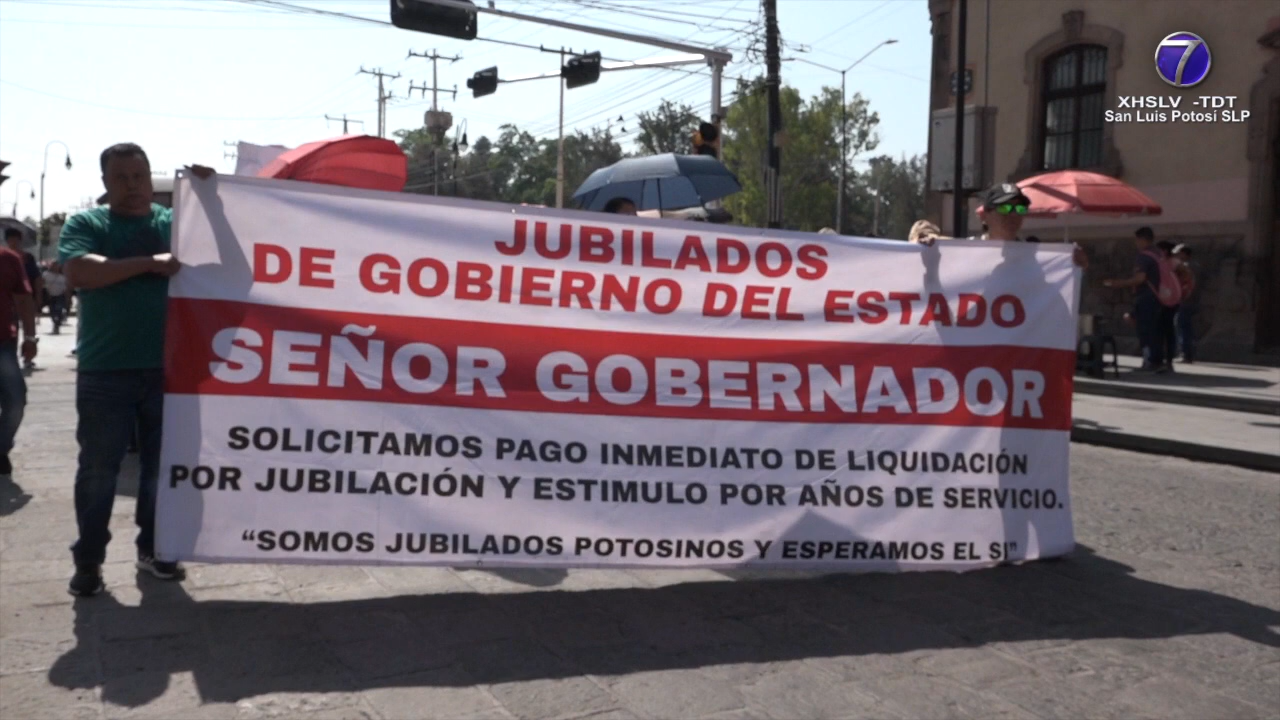 7
XHSLV -TDT
San Luis Potosí SLP
JUBILADOS
DE GOBIERNO DEL ESTADO
SEÑOR GOBERNADOR
SOLICITAMOS PAGO INMEDIATO DE LIQUIDACIÓN
POR JUBILACIÓN Y ESTIMULO POR AÑOS DE SERVICIO.
“SOMOS JUBILADOS POTOSINOS Y ESPERAMOS EL SI”